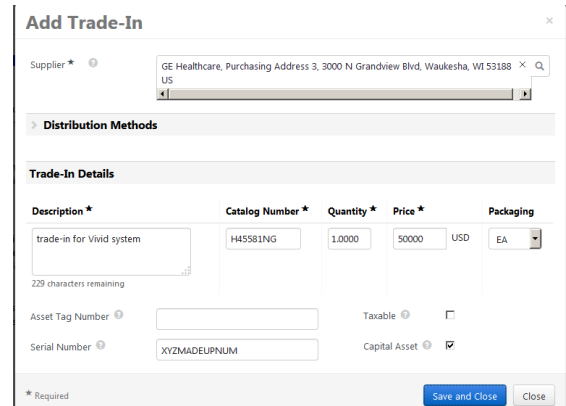 Add Trade-In
Supplier ★
GE Healthcare, Purchasing Address 3, 3000 N Grandview Blvd, Waukesha, WI 53188
US
Distribution Methods
Trade-In Details
Description ★ Catalog Number ★ Quantity ★ Price ★ Packaging
trade-in for Vivid system H45581NG 1.0000 50000 USD EA
229 characters remaining
Asset Tag Number Taxable
Serial Number XYZMADEUPNUM Capital Asset
★ Required Save and Close Close